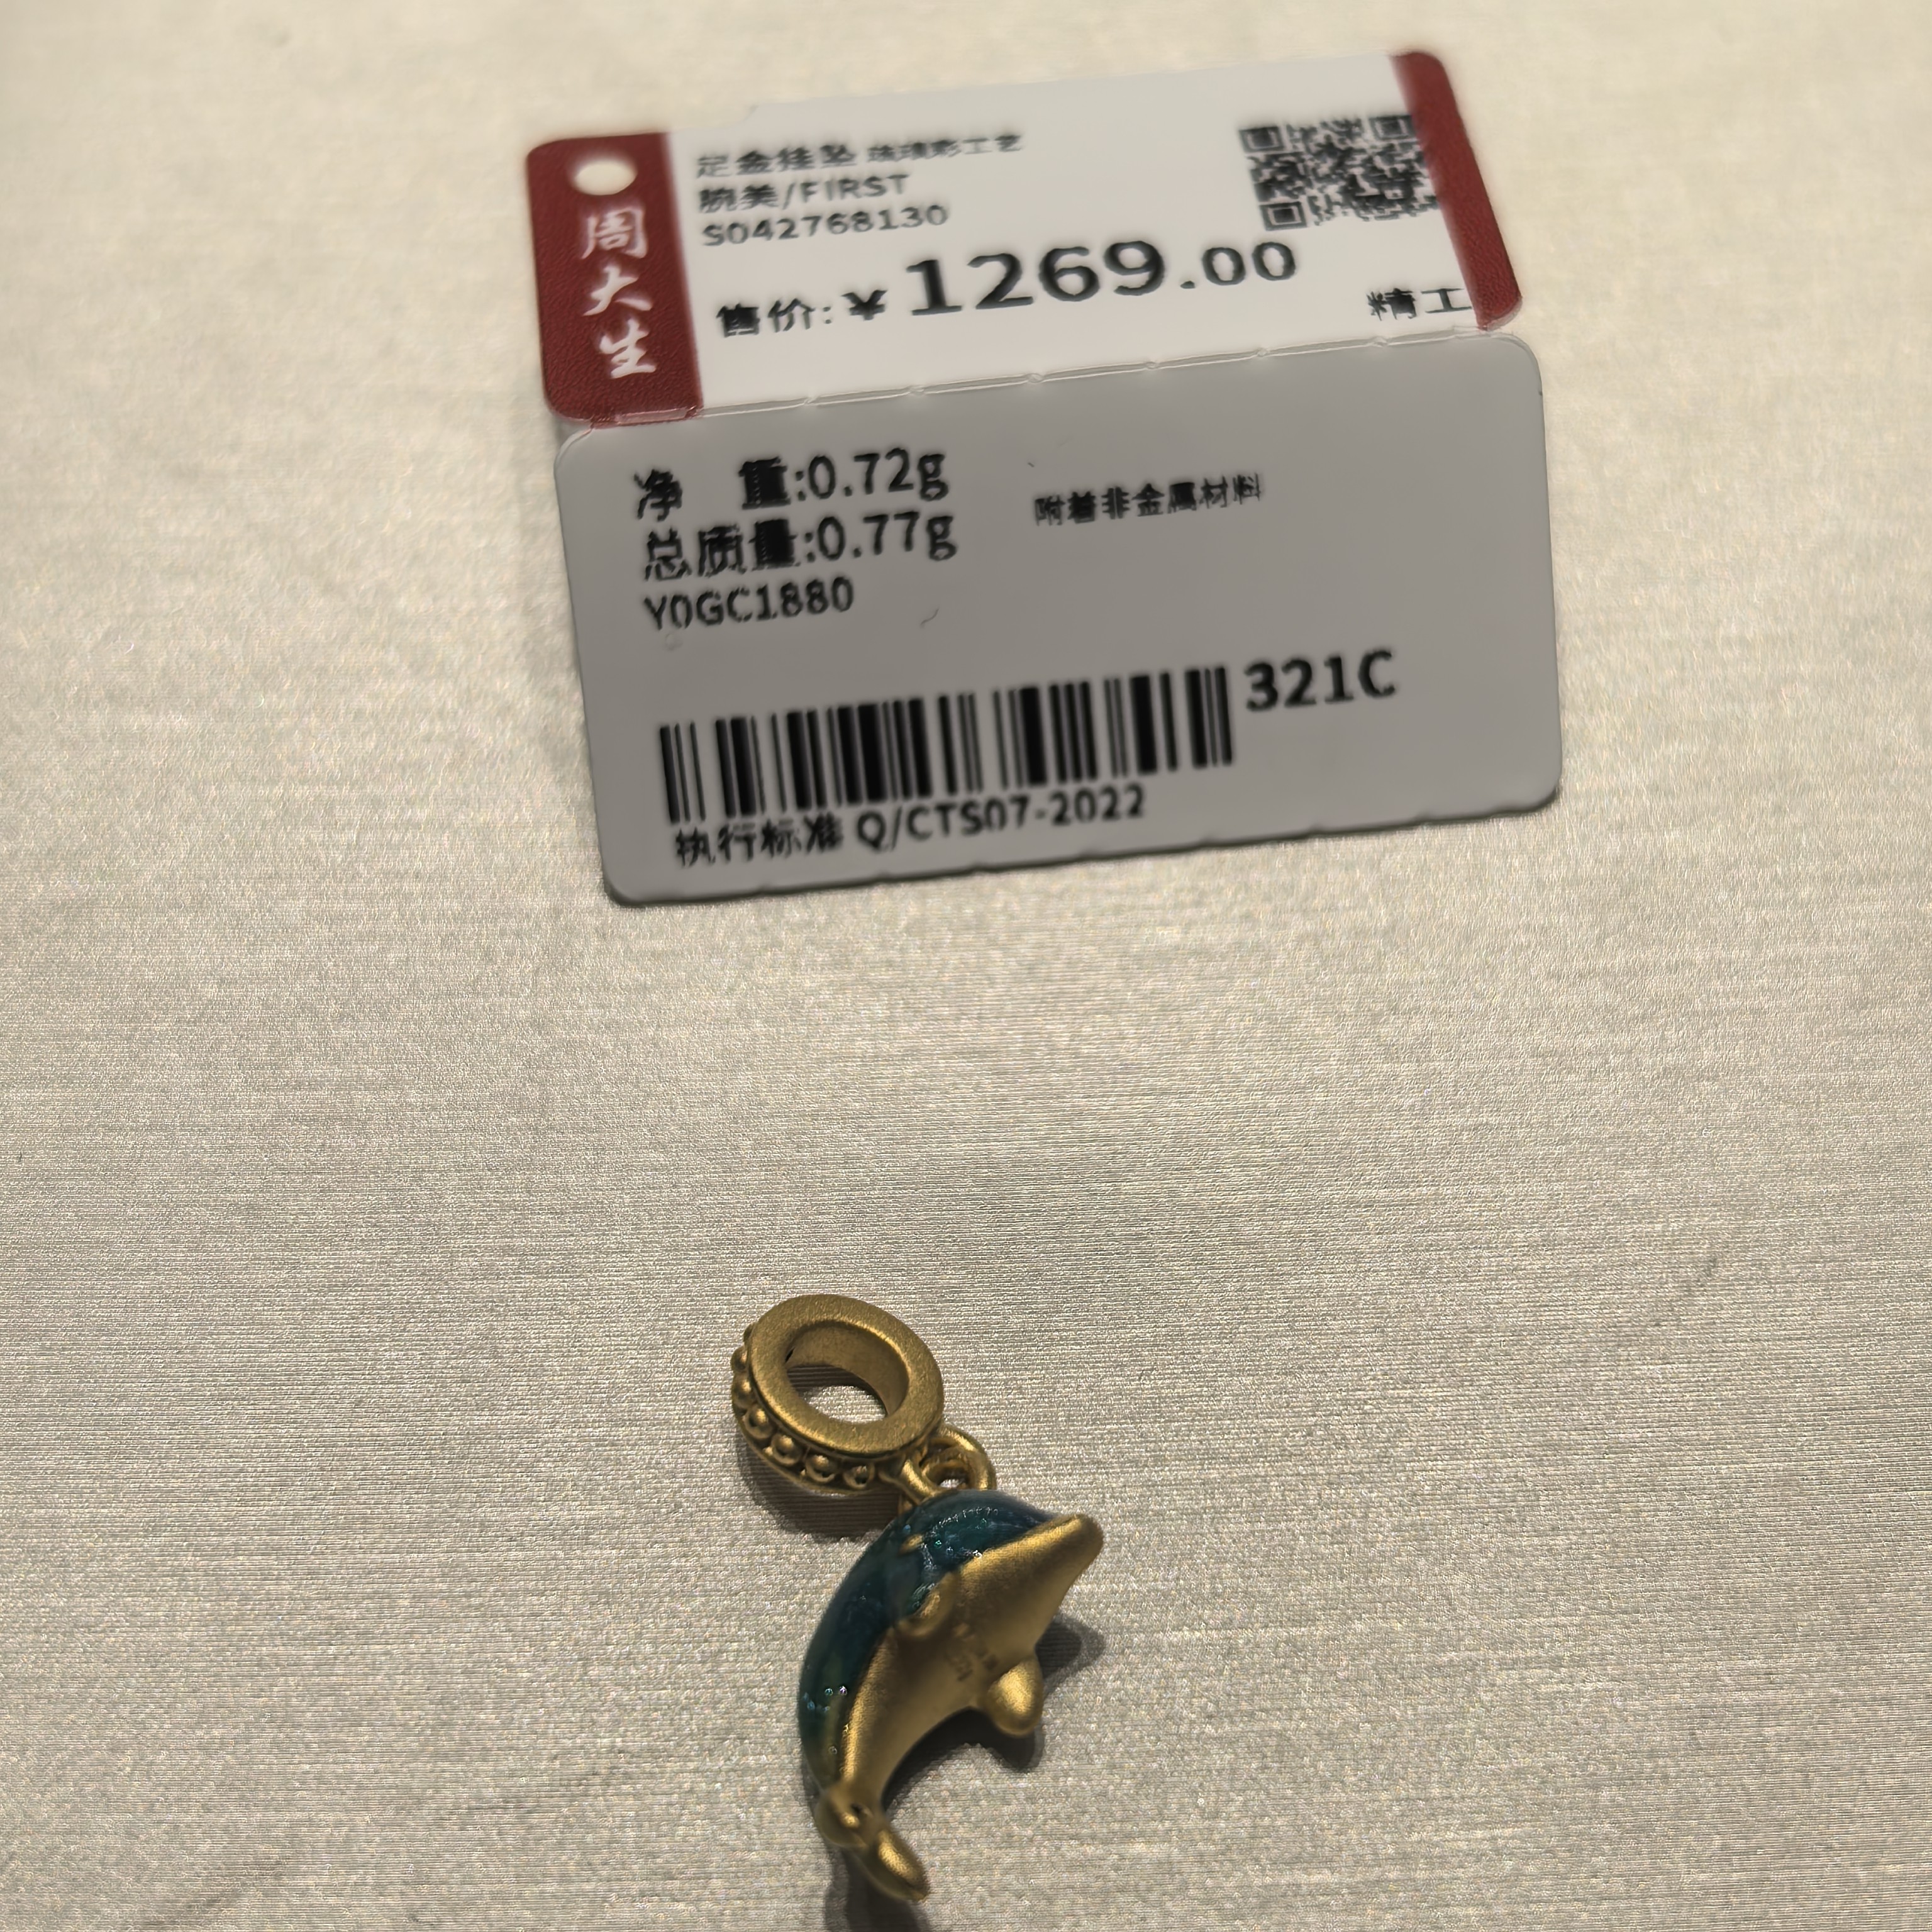 周大生
足金挂坠 珐琅彩工艺
腕美/FIRST
S042768130
售价:¥1269.00
精工
净 重:0.72g
附着非金属材料
总质量:0.77g
Y0GC1880
321C
执行标准 Q/CTS07-2022